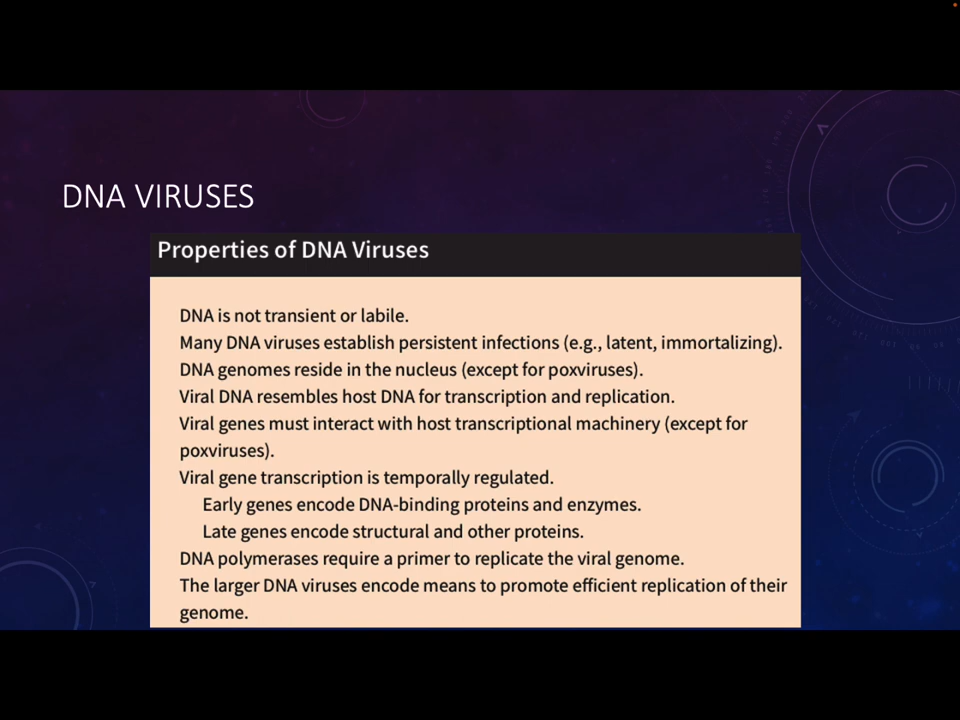 DNA VIRUSES
Properties of DNA Viruses
DNA is not transient or labile.
Many DNA viruses establish persistent infections (e.g., latent, immortalizing).
DNA genomes reside in the nucleus (except for poxviruses).
Viral DNA resembles host DNA for transcription and replication.
Viral genes must interact with host transcriptional machinery (except for
poxviruses).
Viral gene transcription is temporally regulated.
Early genes encode DNA-binding proteins and enzymes.
Late genes encode structural and other proteins.
DNA polymerases require a primer to replicate the viral genome.
The larger DNA viruses encode means to promote efficient replication of their
genome.